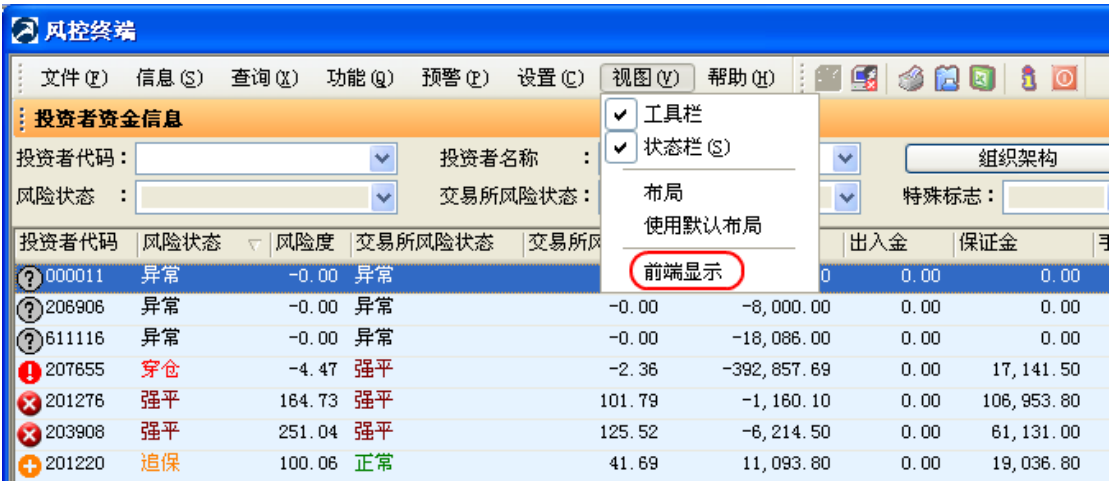 风控终端
文件(F) 信息(S) 查询(X) 功能(Q) 预警(P) 设置(C) 视图(V) 帮助(H)
投资者资金信息
工具栏
状态栏(S)
布局
使用默认布局
前端显示
投资者代码： 投资者名称 ： 组织架构
风险状态 ： 交易所风险状态： 特殊标志：
投资者代码 风险状态 风险度 交易所风险状态 交易所风 出入金 保证金
000011 异常 -0.00 异常 0 0.00 0.00
206906 异常 -0.00 异常 -0.00 -8,000.00 0.00 0.00
611116 异常 -0.00 异常 -0.00 -18,086.00 0.00 0.00
207655 穿仓 -4.47 强平 -2.36 -392,857.69 0.00 17,141.50
201276 强平 164.73 强平 101.79 -1,160.10 0.00 106,953.80
203908 强平 251.04 强平 125.52 -6,214.50 0.00 61,131.00
201220 追保 100.06 正常 41.69 11,093.80 0.00 19,036.80